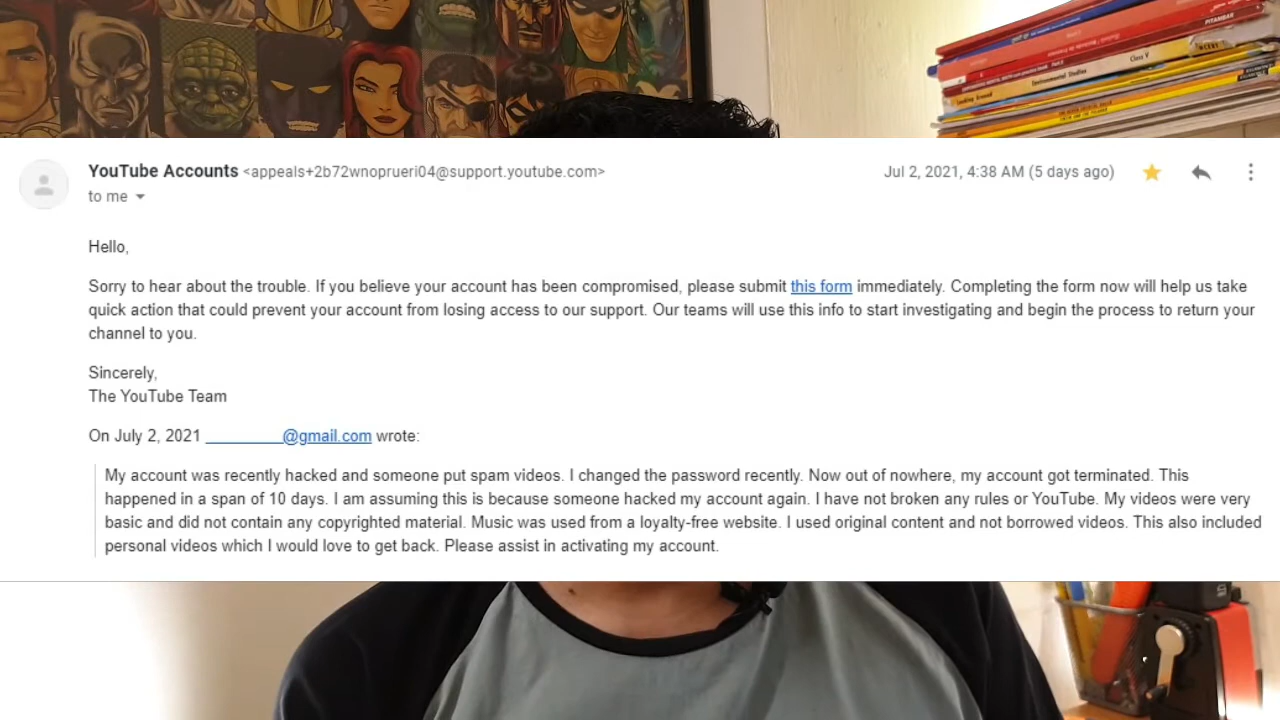 PITAMBAR
Class V
NCERT
Environmental Studies
Looking Around
YouTube Accounts <appeals+2b72wnoprueri04@support.youtube.com>
Jul 2, 2021, 4:38 AM (5 days ago)
to me
Hello,
Sorry to hear about the trouble. If you believe your account has been compromised, please submit this form immediately. Completing the form now will help us take
quick action that could prevent your account from losing access to our support. Our teams will use this info to start investigating and begin the process to return your
channel to you.
Sincerely,
The YouTube Team
On July 2, 2021 ________@gmail.com wrote:
My account was recently hacked and someone put spam videos. I changed the password recently. Now out of nowhere, my account got terminated. This
happened in a span of 10 days. I am assuming this is because someone hacked my account again. I have not broken any rules or YouTube. My videos were very
basic and did not contain any copyrighted material. Music was used from a loyalty-free website. I used original content and not borrowed videos. This also included
personal videos which I would love to get back. Please assist in activating my account.